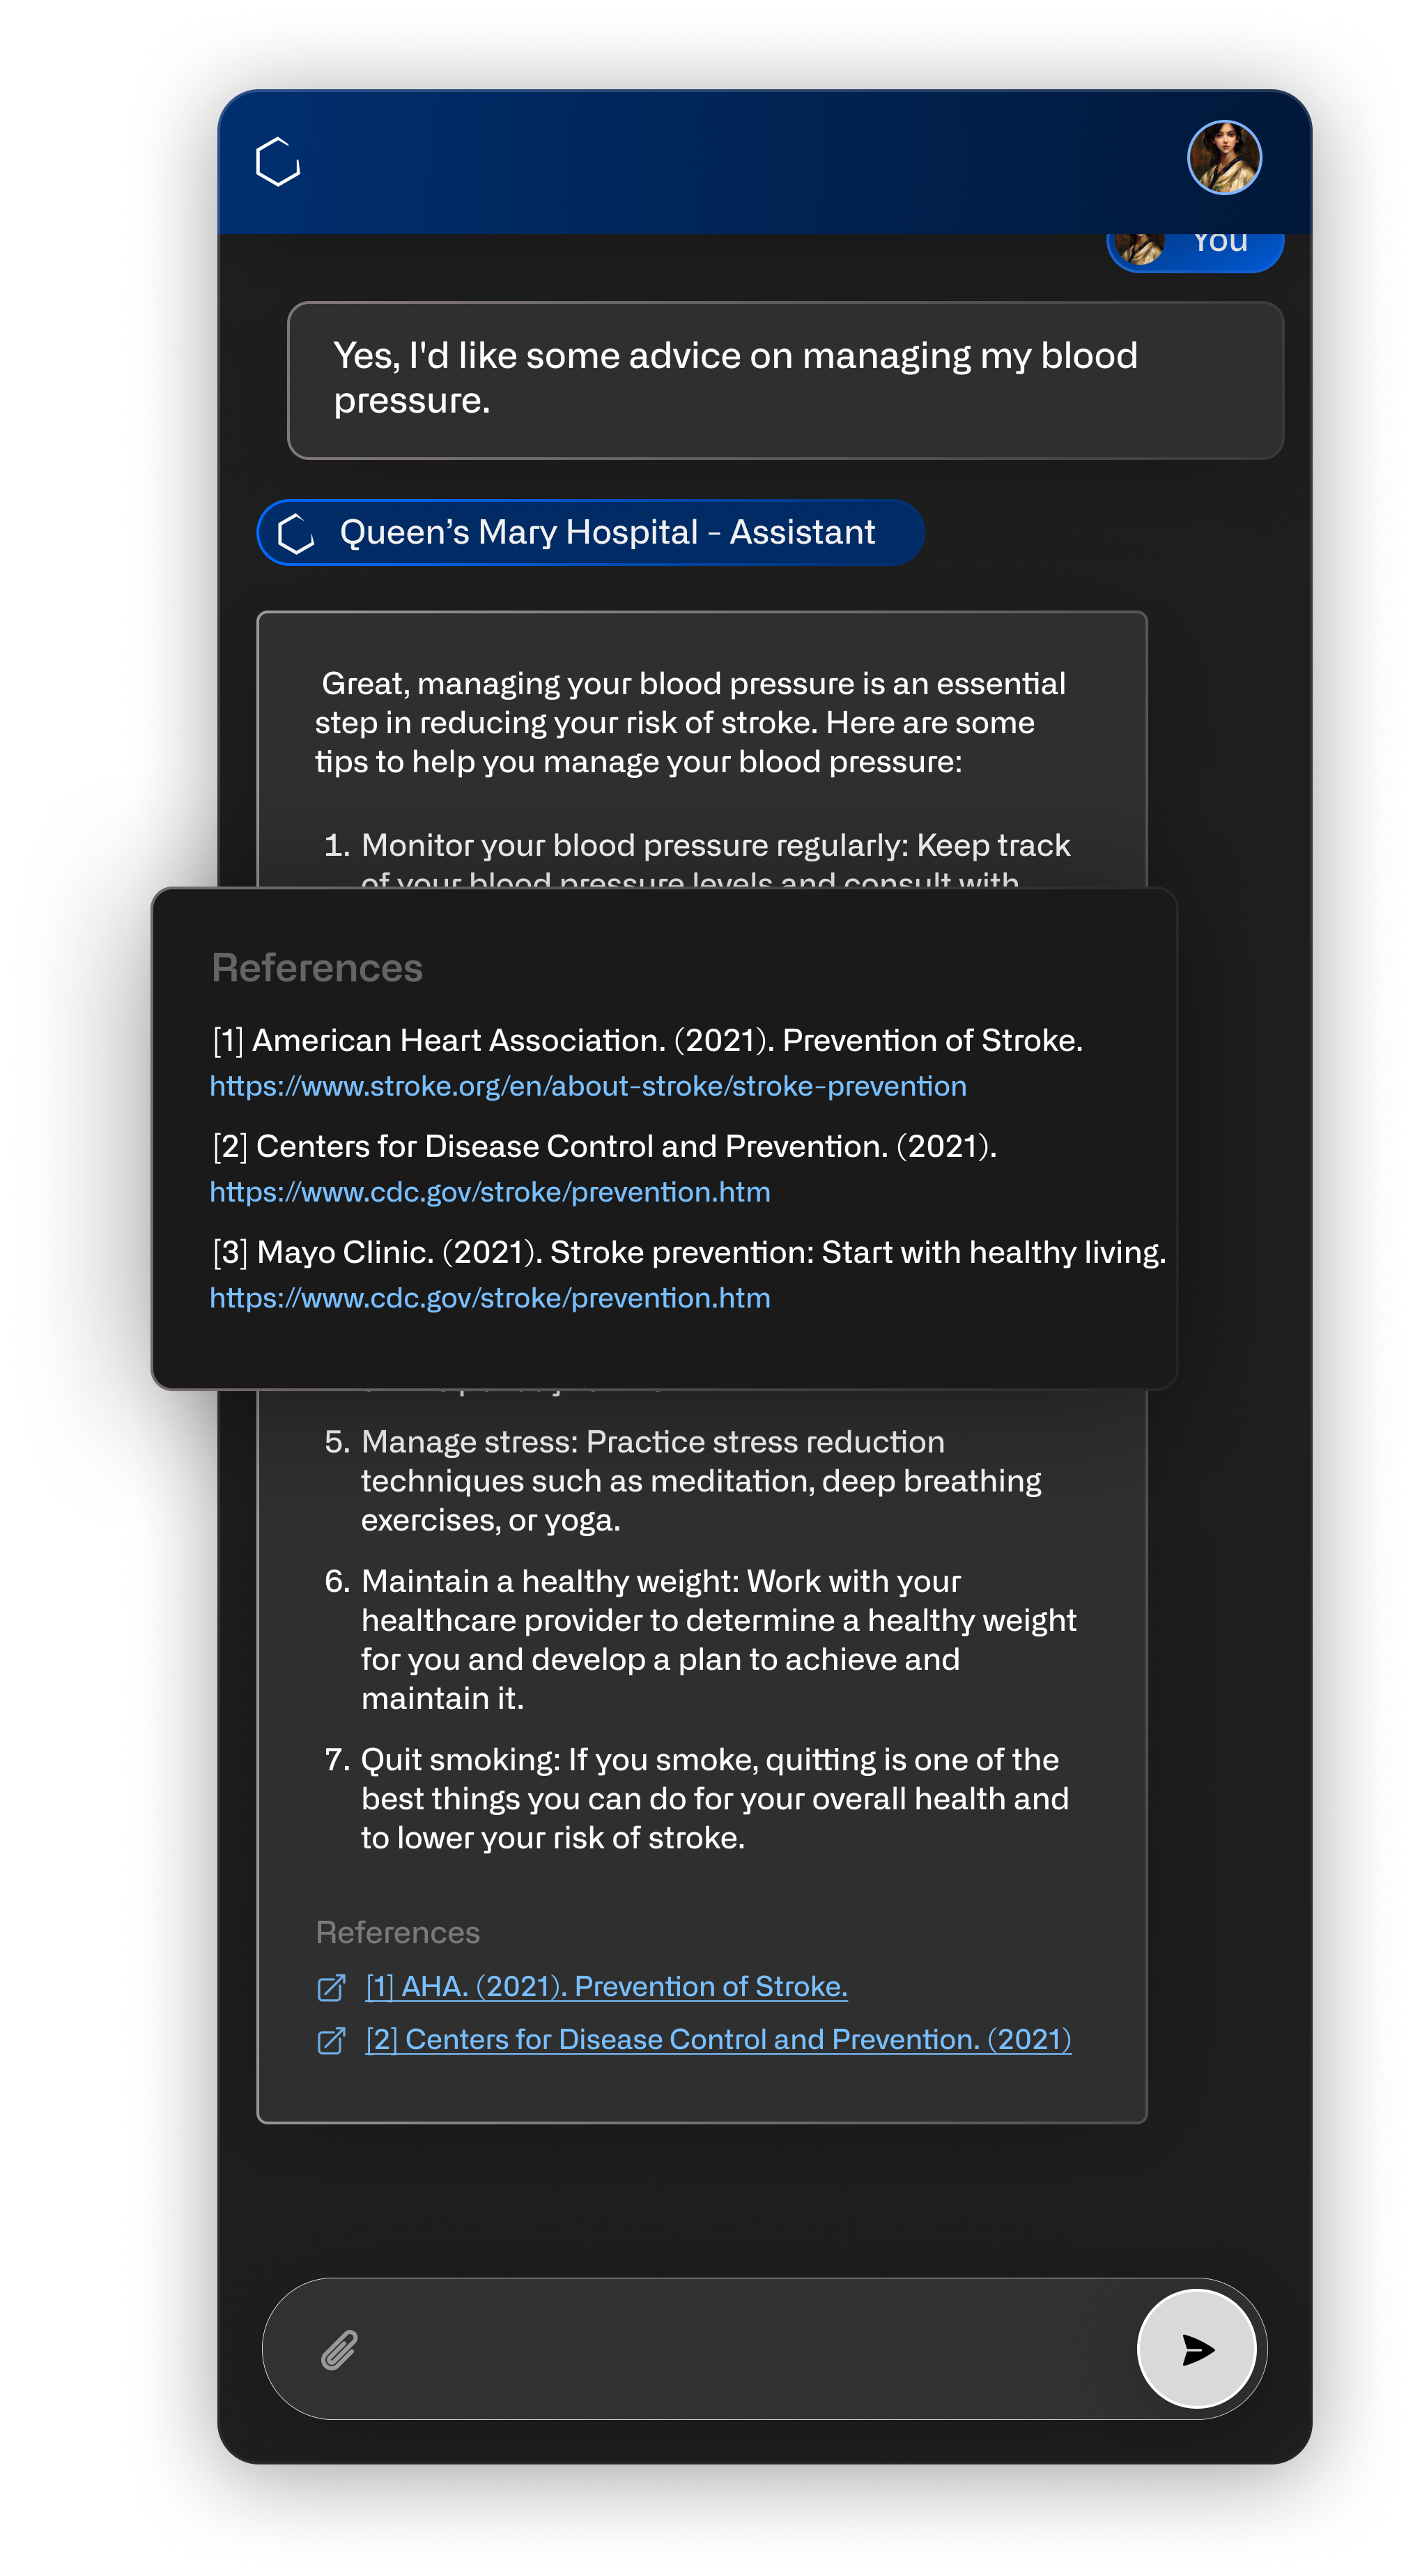 You
Yes, I'd like some advice on managing my blood
pressure.
Queen’s Mary Hospital - Assistant
Great, managing your blood pressure is an essential
step in reducing your risk of stroke. Here are some
tips to help you manage your blood pressure:
1. Monitor your blood pressure regularly: Keep track
of your blood pressure levels and consult with
References
[1] American Heart Association. (2021). Prevention of Stroke.
https://www.stroke.org/en/about-stroke/stroke-prevention
[2] Centers for Disease Control and Prevention. (2021).
https://www.cdc.gov/stroke/prevention.htm
[3] Mayo Clinic. (2021). Stroke prevention: Start with healthy living.
https://www.cdc.gov/stroke/prevention.htm
5. Manage stress: Practice stress reduction
techniques such as meditation, deep breathing
exercises, or yoga.
6. Maintain a healthy weight: Work with your
healthcare provider to determine a healthy weight
for you and develop a plan to achieve and
maintain it.
7. Quit smoking: If you smoke, quitting is one of the
best things you can do for your overall health and
to lower your risk of stroke.
References
[1] AHA. (2021). Prevention of Stroke.
[2] Centers for Disease Control and Prevention. (2021)